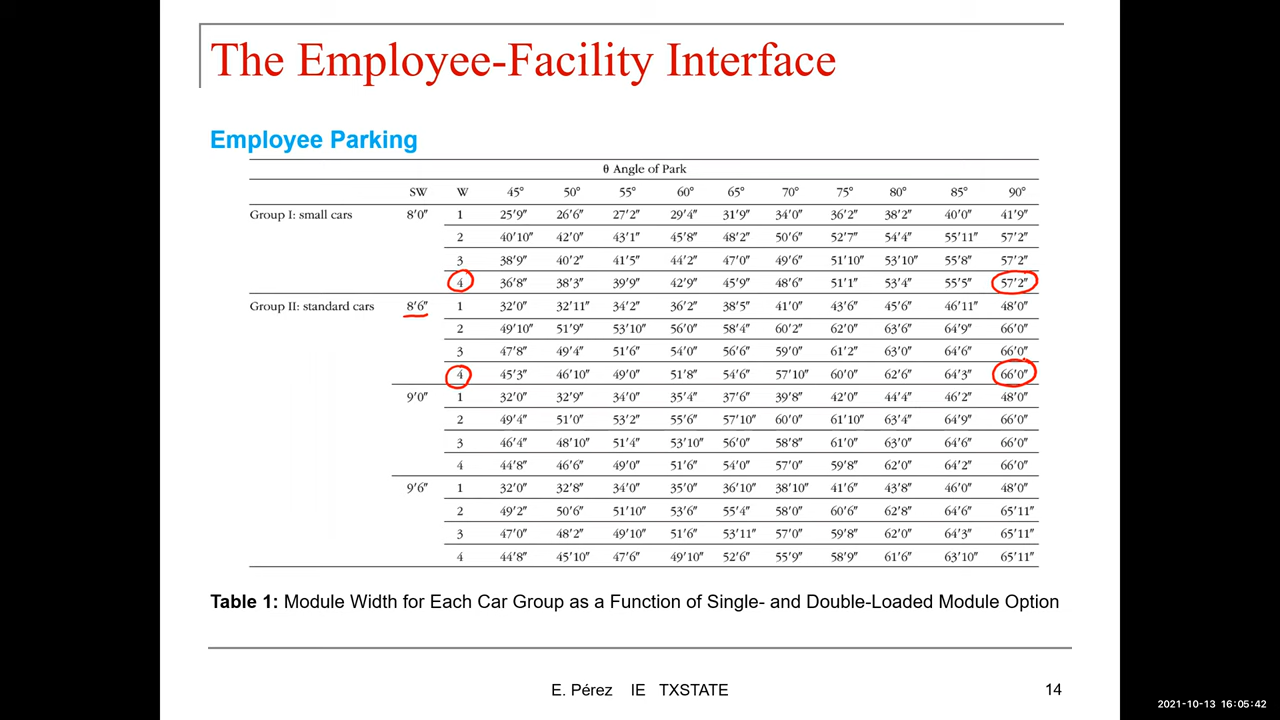 The Employee-Facility Interface
Employee Parking
θ Angle of Park
SW W 45° 50° 55° 60° 65° 70° 75° 80° 85° 90°
Group I: small cars 8′0″ 1 25′9″ 26′6″ 27′2″ 29′4″ 31′9″ 34′0″ 36′2″ 38′2″ 40′0″ 41′9″
2 40′10″ 42′0″ 43′1″ 45′8″ 48′2″ 50′6″ 52′7″ 54′4″ 55′11″ 57′2″
3 38′9″ 40′2″ 41′5″ 44′2″ 47′0″ 49′6″ 51′10″ 53′10″ 55′8″ 57′2″
4 36′8″ 38′3″ 39′9″ 42′9″ 45′9″ 48′6″ 51′1″ 53′4″ 55′5″ 57′2″
Group II: standard cars 8′6″ 1 32′0″ 32′11″ 34′2″ 36′2″ 38′5″ 41′0″ 43′6″ 45′6″ 46′11″ 48′0″
2 49′10″ 51′9″ 53′10″ 56′0″ 58′4″ 60′2″ 62′0″ 63′6″ 64′9″ 66′0″
3 47′8″ 49′4″ 51′6″ 54′0″ 56′6″ 59′0″ 61′2″ 63′0″ 64′6″ 66′0″
4 45′3″ 46′10″ 49′0″ 51′8″ 54′6″ 57′10″ 60′0″ 62′6″ 64′3″ 66′0″
9′0″ 1 32′0″ 32′9″ 34′0″ 35′4″ 37′6″ 39′8″ 42′0″ 44′4″ 46′2″ 48′0″
2 49′4″ 51′0″ 53′2″ 55′6″ 57′10″ 60′0″ 61′10″ 63′4″ 64′9″ 66′0″
3 46′4″ 48′10″ 51′4″ 53′10″ 56′0″ 58′8″ 61′0″ 63′0″ 64′6″ 66′0″
4 44′8″ 46′6″ 49′0″ 51′6″ 54′0″ 57′0″ 59′8″ 62′0″ 64′2″ 66′0″
9′6″ 1 32′0″ 32′8″ 34′0″ 35′0″ 36′10″ 38′10″ 41′6″ 43′8″ 46′0″ 48′0″
2 49′2″ 50′6″ 51′10″ 53′6″ 55′4″ 58′0″ 60′6″ 62′8″ 64′6″ 65′11″
3 47′0″ 48′2″ 49′10″ 51′6″ 53′11″ 57′0″ 59′8″ 62′0″ 64′3″ 65′11″
4 44′8″ 45′10″ 47′6″ 49′10″ 52′6″ 55′9″ 58′9″ 61′6″ 63′10″ 65′11″
Table 1: Module Width for Each Car Group as a Function of Single- and Double-Loaded Module Option
E. Pérez IE TXSTATE 14
2021-10-13 16:05:42